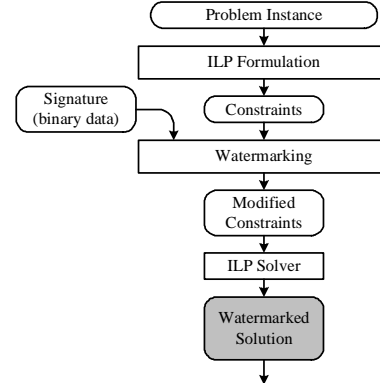 Problem Instance
ILP Formulation
Signature
(binary data)
Constraints
Watermarking
Modified
Constraints
ILP Solver
Watermarked
Solution